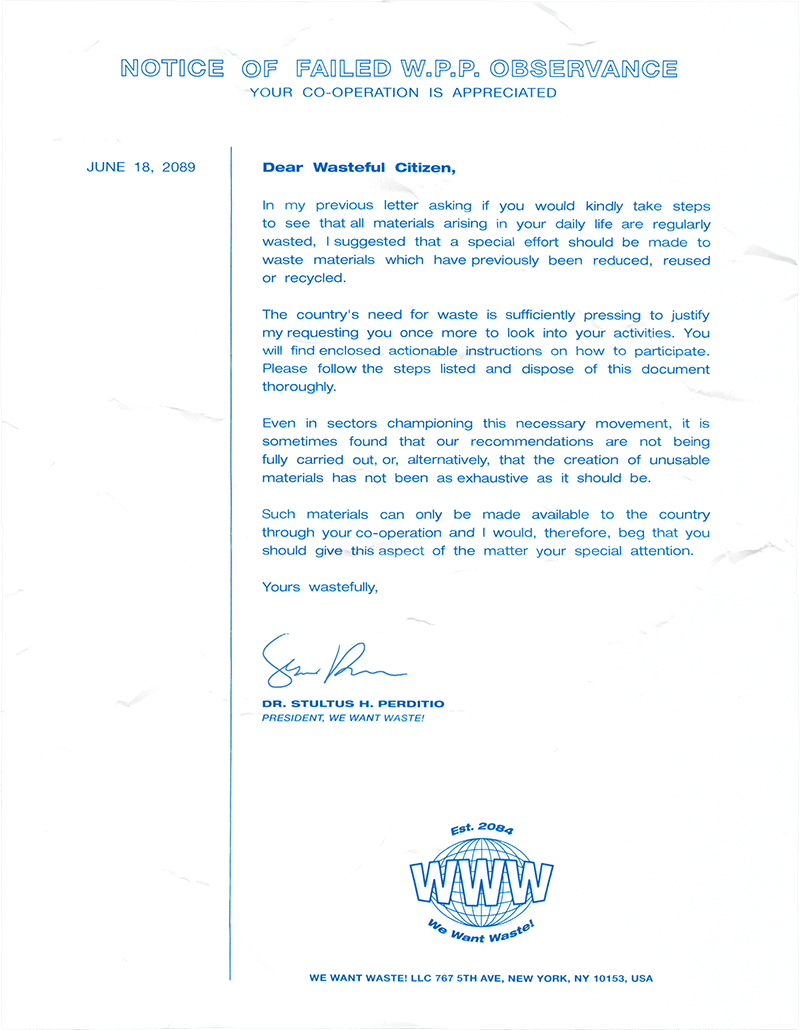 NOTICE OF FAILED W.P.P. OBSERVANCE
YOUR CO-OPERATION IS APPRECIATED
JUNE 18, 2089
Dear Wasteful Citizen,
In my previous letter asking if you would kindly take steps
to see that all materials arising in your daily life are regularly
wasted, I suggested that a special effort should be made to
waste materials which have previously been reduced, reused
or recycled.
The country's need for waste is sufficiently pressing to justify
my requesting you once more to look into your activities. You
will find enclosed actionable instructions on how to participate.
Please follow the steps listed and dispose of this document
thoroughly.
Even in sectors championing this necessary movement, it is
sometimes found that our recommendations are not being
fully carried out, or, alternatively, that the creation of unusable
materials has not been as exhaustive as it should be.
Such materials can only be made available to the country
through your co-operation and I would, therefore, beg that you
should give this aspect of the matter your special attention.
Yours wastefully,
DR. STULTUS H. PERDITIO
PRESIDENT, WE WANT WASTE!
Est. 2084
WWW
We Want Waste!
WE WANT WASTE! LLC 767 5TH AVE, NEW YORK, NY 10153, USA